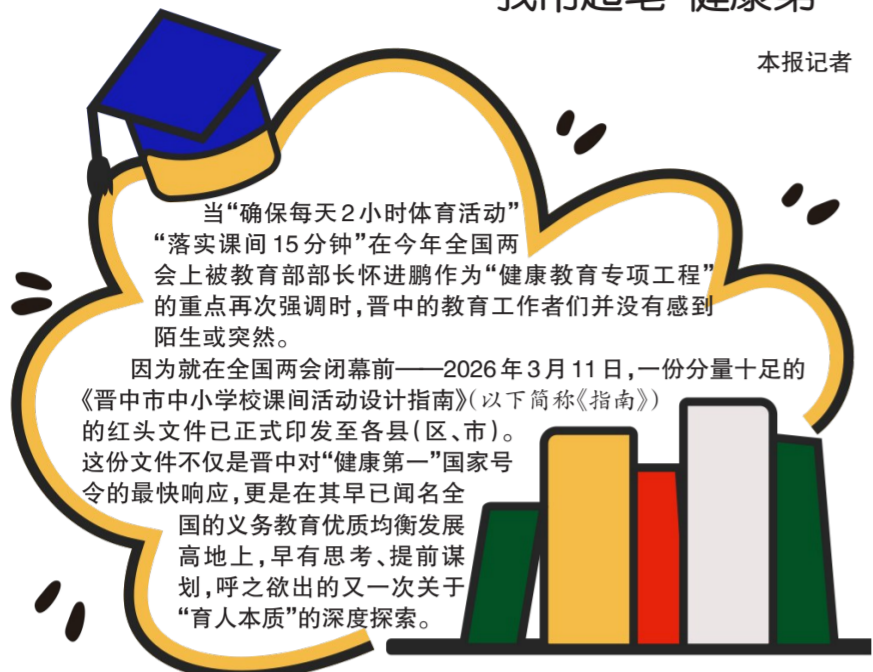 健康第
本报记者
当“确保每天2小时体育活动”
“落实课间15分钟”在今年全国两
会上被教育部部长怀进鹏作为“健康教育专项工程”
的重点再次强调时，晋中的教育工作者们并没有感到
陌生或突然。
因为就在全国两会闭幕前——2026年3月11日，一份分量十足的
《晋中市中小学校课间活动设计指南》（以下简称《指南》）
的红头文件已正式印发至各县（区、市）。
这份文件不仅是晋中对“健康第一”国家号
令的最快响应，更是在其早已闻名全
国的义务教育优质均衡发展
高地上，早有思考、提前谋
划，呼之欲出的又一次关于
“育人本质”的深度探索。